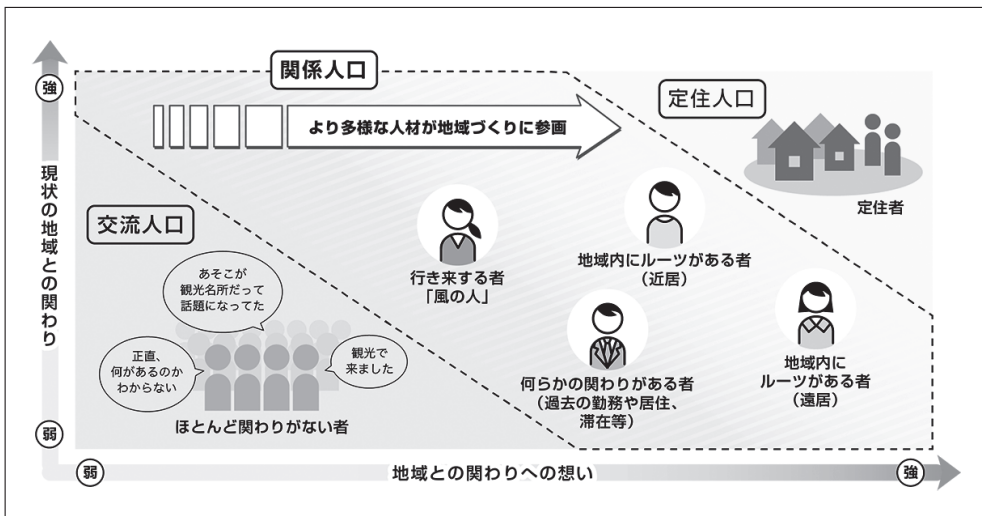 関係人口
定住人口
強
より多様な人材が地域づくりに参画
定住者
現状の地域との関わり
交流人口
あそこが
観光名所だって
話題になってた
正直、
何があるのか
わからない
観光で
来ました
ほとんど関わりがない者
行き来する者
「風の人」
地域内にルーツがある者
（近居）
何らかの関わりがある者
（過去の勤務や居住、
滞在等）
地域内に
ルーツがある者
（遠居）
弱
弱
地域との関わりへの想い
強